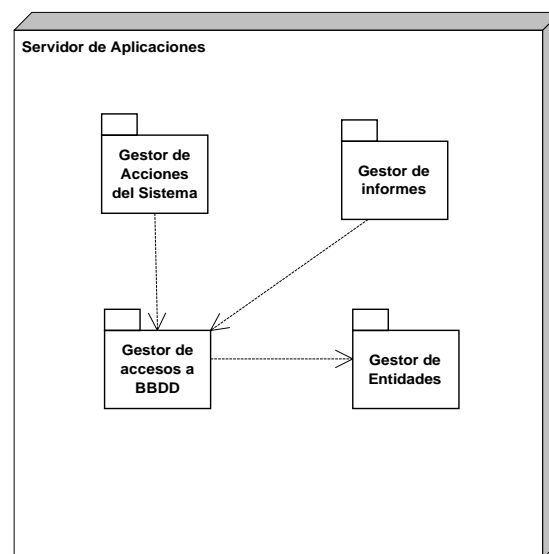 Servidor de Aplicaciones
Gestor de
Acciones
del Sistema
Gestor de
informes
Gestor de
accesos a
BBDD
Gestor de
Entidades